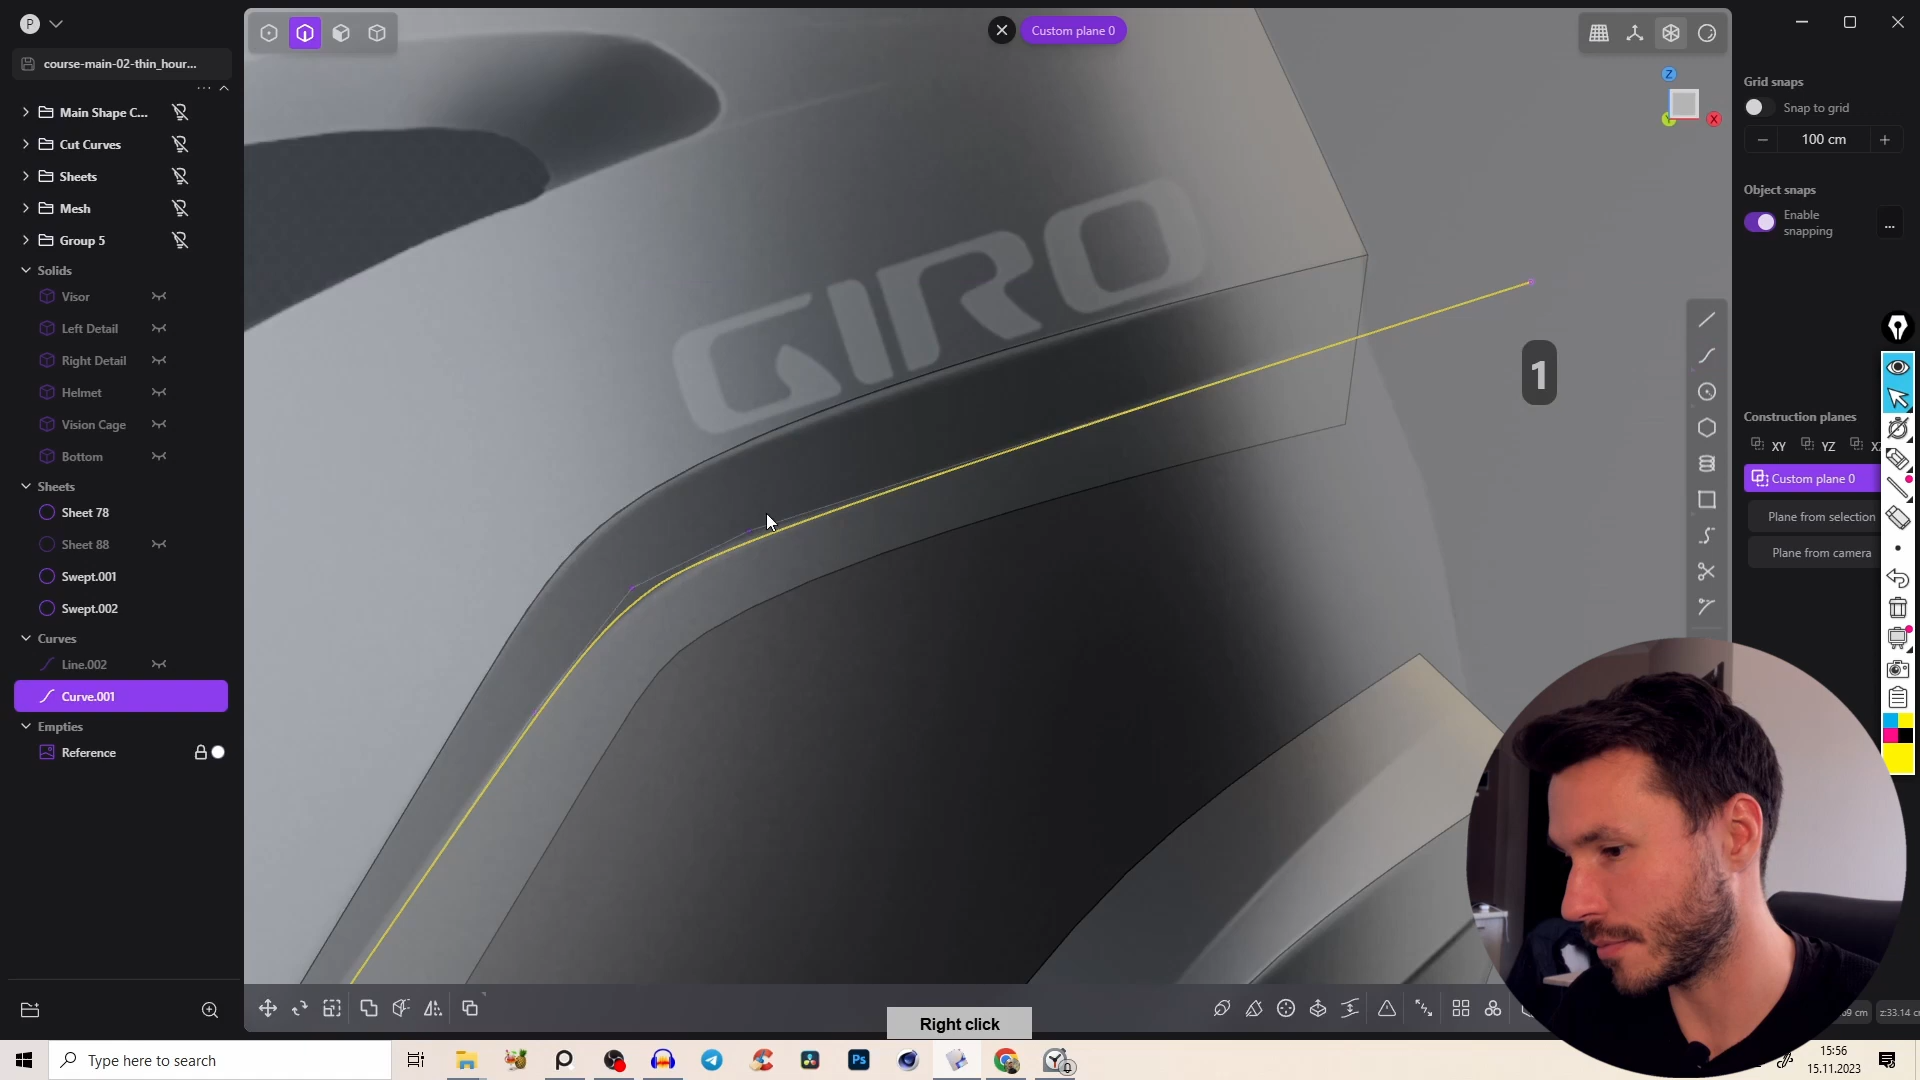 P
Custom plane 0
course-main-02-thin_hour...
Main Shape C...
Cut Curves
Sheets
Mesh
Group 5
Solids
Visor
Left Detail
Right Detail
Helmet
Vision Cage
Bottom
Sheets
Sheet 78
Sheet 88
Swept.001
Swept.002
Curves
Line.002
Curve.001
Empties
Reference
GIRO
1
Z
X
Grid snaps
Snap to grid
100 cm
Object snaps
Enable
snapping
...
Construction planes
XY
YZ
Custom plane 0
Plane from selection
Plane from camera
z:33.14 c
Right click
Type here to search
Ps
15:56
15.11.2023